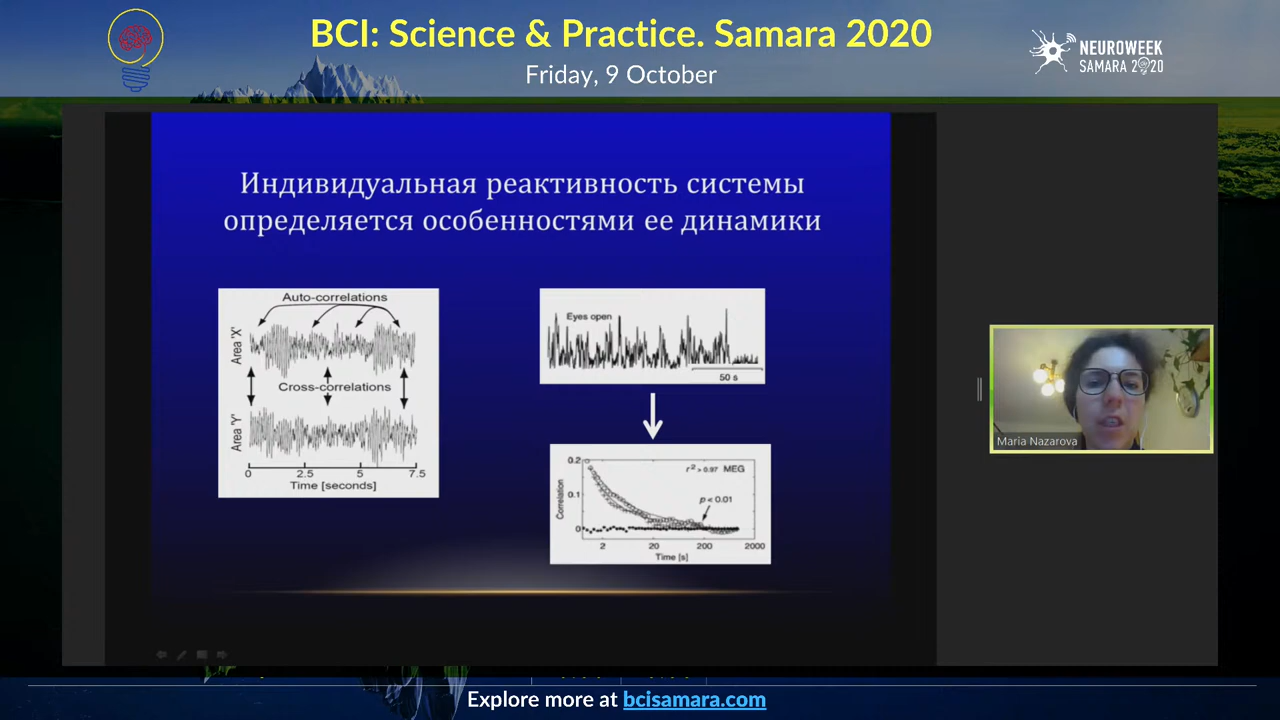 BCI: Science & Practice. Samara 2020
Friday, 9 October
NEUROWEEK
SAMARA 2020
Индивидуальная реактивность системы
определяется особенностями ее динамики
Auto-correlations
Area 'X'
Cross-correlations
Area 'Y'
0 2.5 5 7.5
Time [seconds]
Eyes open
50 s
0.2
r² > 0.97 MEG
0.1
p < 0.01
Correlation
0
2 20 200 2000
Time [s]
Maria Nazarova
Explore more at bcisamara.com